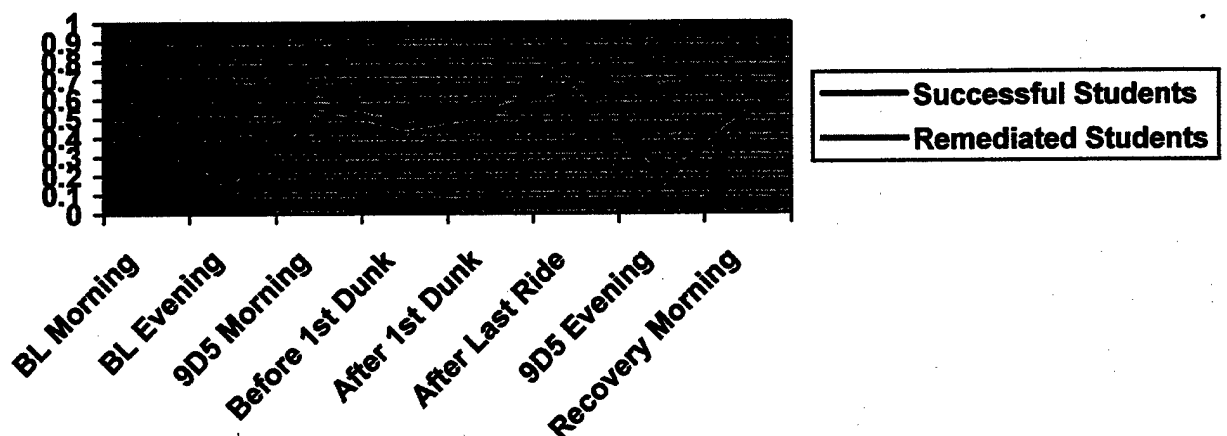 1
0.9
0.8
0.7
0.6
0.5
0.4
0.3
0.2
0.1
0
Successful Students
Remediated Students
BL Morning
BL Evening
9D5 Morning
Before 1st Dunk
After 1st Dunk
After Last Ride
9D5 Evening
Recovery Morning